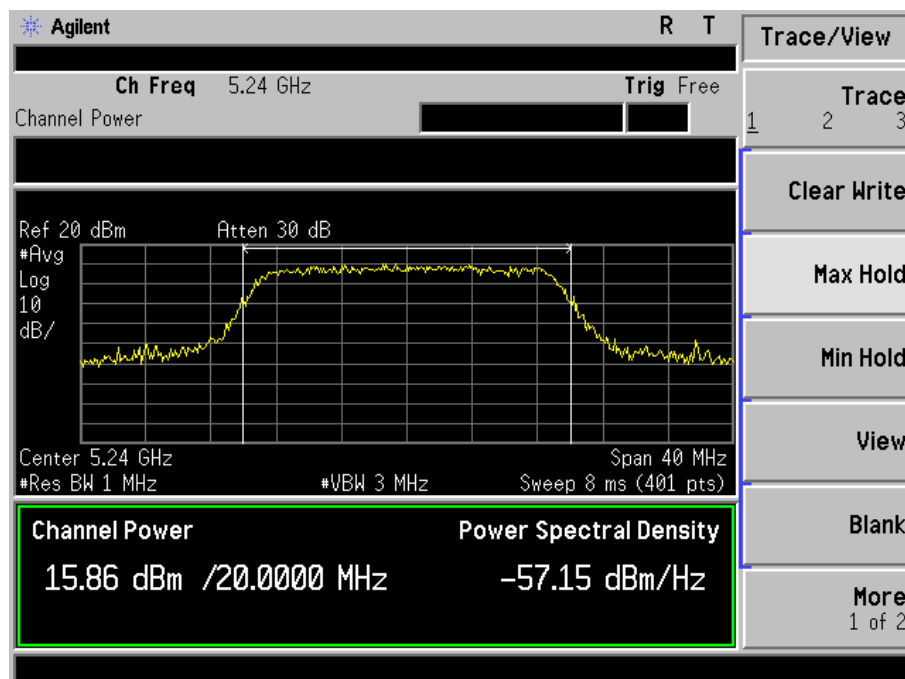 Agilent
R T
Trace/View
Ch Freq 5.24 GHz
Trig Free
Channel Power
Trace
1 2 3
Clear Write
Max Hold
Min Hold
View
Blank
More
1 of 2
Ref 20 dBm
Atten 30 dB
#Avg
Log
10
dB/
Center 5.24 GHz
Span 40 MHz
#Res BW 1 MHz
#VBW 3 MHz
Sweep 8 ms (401 pts)
Channel Power
Power Spectral Density
15.86 dBm /20.0000 MHz
-57.15 dBm/Hz